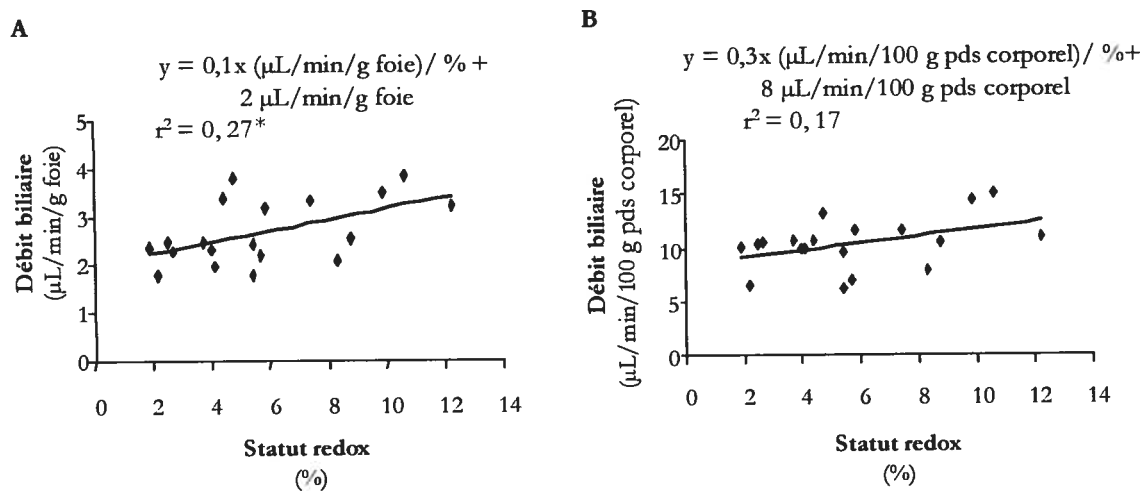 A
y = 0,1x (µL/min/g foie)/ % +
2 µL/min/g foie
r² = 0, 27*
Débit biliaire
(µL/min/g foie)
5
4
3
2
1
0
0 2 4 6 8 10 12 14
Statut redox
(%)
B
y = 0,3x (µL/min/100 g pds corporel)/ %+
8 µL/min/100 g pds corporel
r² = 0, 17
Débit biliaire
(µL/min/100 g pds corporel)
20
15
10
5
0
0 2 4 6 8 10 12 14
Statut redox
(%)